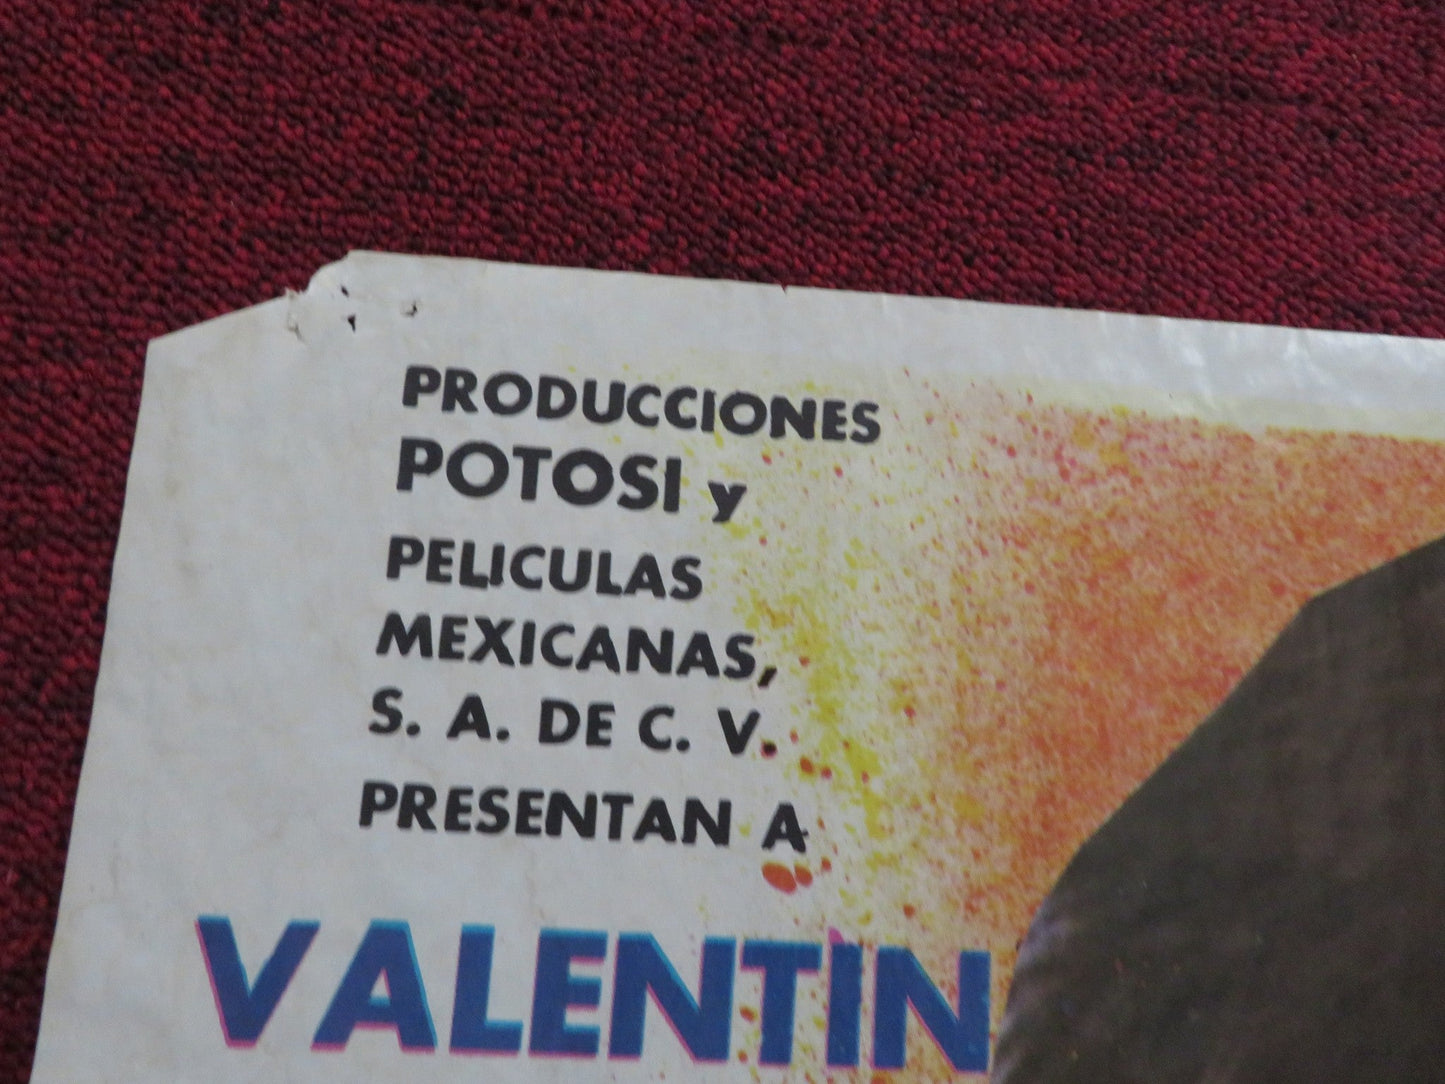 PRODUCCIONES
POTOSI y
PELICULAS
MEXICANAS,
S. A. DE C. V.
PRESENTAN A
VALENTIN